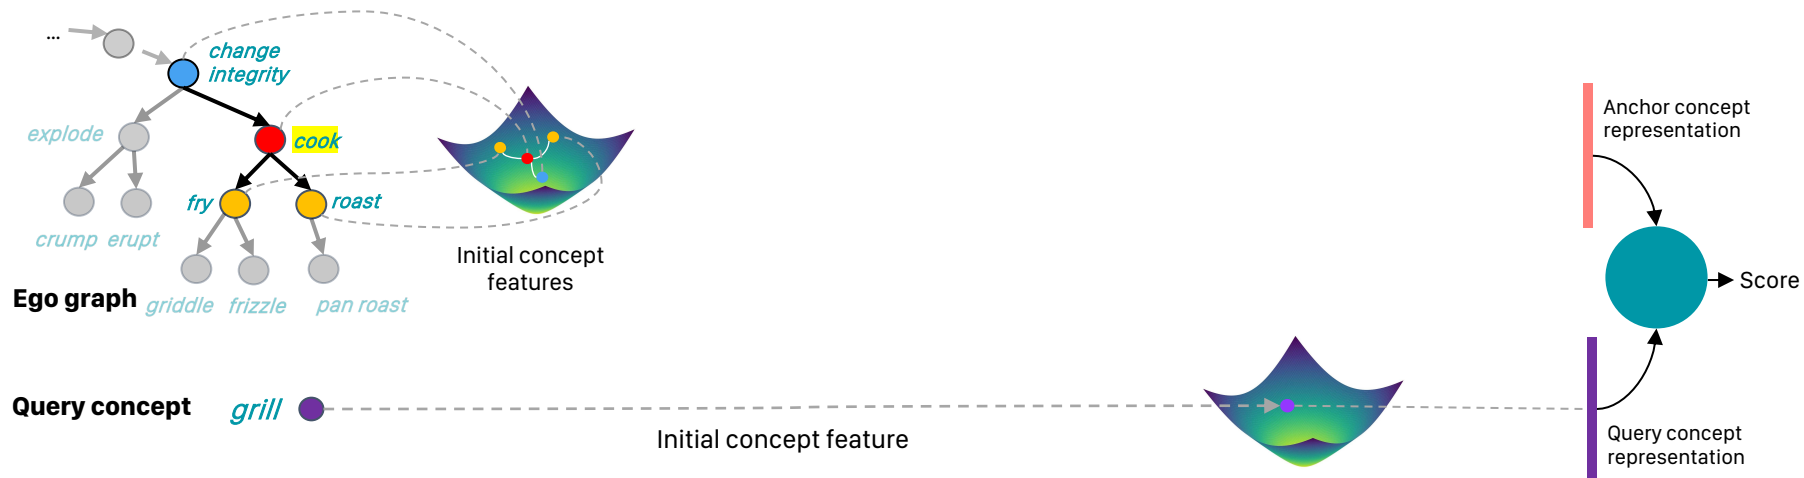 ...
change
integrity
explode
cook
fry
roast
crump
erupt
griddle
frizzle
pan roast
Ego graph
Initial concept
features
Query concept
grill
Initial concept feature
Anchor concept
representation
Score
Query concept
representation